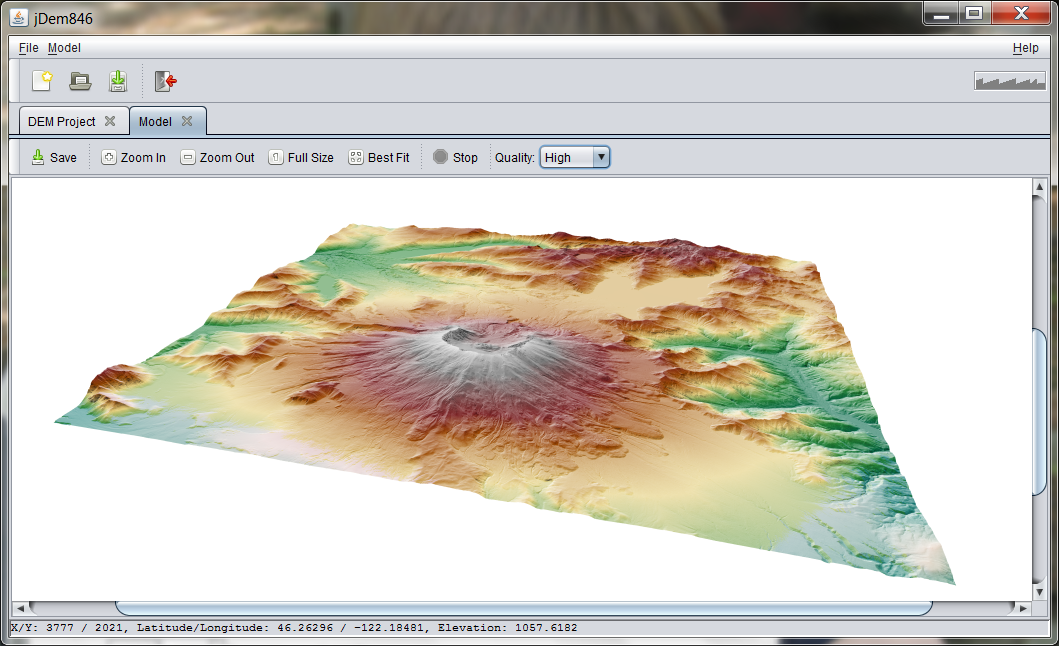 jDem846
File Model Help
DEM Project Model
Save Zoom In Zoom Out Full Size Best Fit Stop Quality: High
X/Y: 3777 / 2021, Latitude/Longitude: 46.26296 / -122.18481, Elevation: 1057.6182